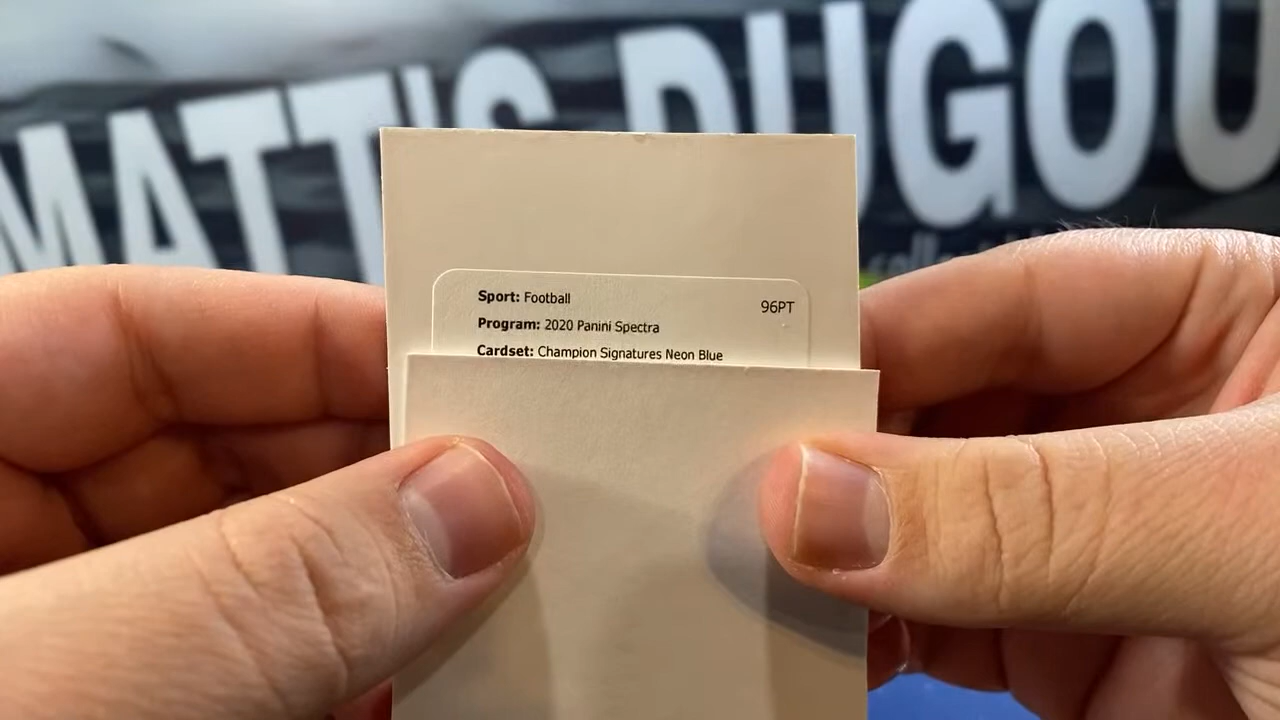 MATT'S DUGOU
Sport: Football
96PT
Program: 2020 Panini Spectra
Cardset: Champion Signatures Neon Blue